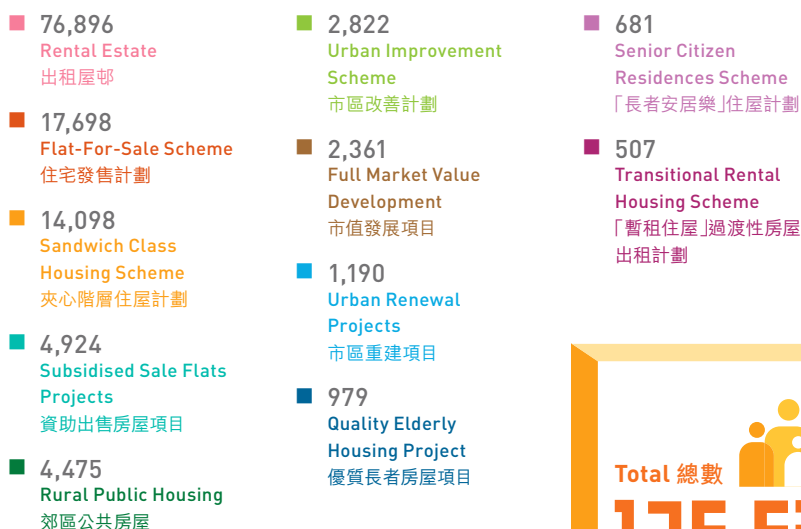 76,896
Rental Estate
出租屋邨
17,698
Flat-For-Sale Scheme
住宅發售計劃
14,098
Sandwich Class
Housing Scheme
夾心階層住屋計劃
4,924
Subsidised Sale Flats
Projects
資助出售房屋項目
4,475
Rural Public Housing
郊區公共房屋
2,822
Urban Improvement
Scheme
市區改善計劃
2,361
Full Market Value
Development
市值發展項目
1,190
Urban Renewal
Projects
市區重建項目
979
Quality Elderly
Housing Project
優質長者房屋項目
681
Senior Citizen
Residences Scheme
「長者安居樂」住屋計劃
507
Transitional Rental
Housing Scheme
「暫租住屋」過渡性房屋
出租計劃
Total 總數